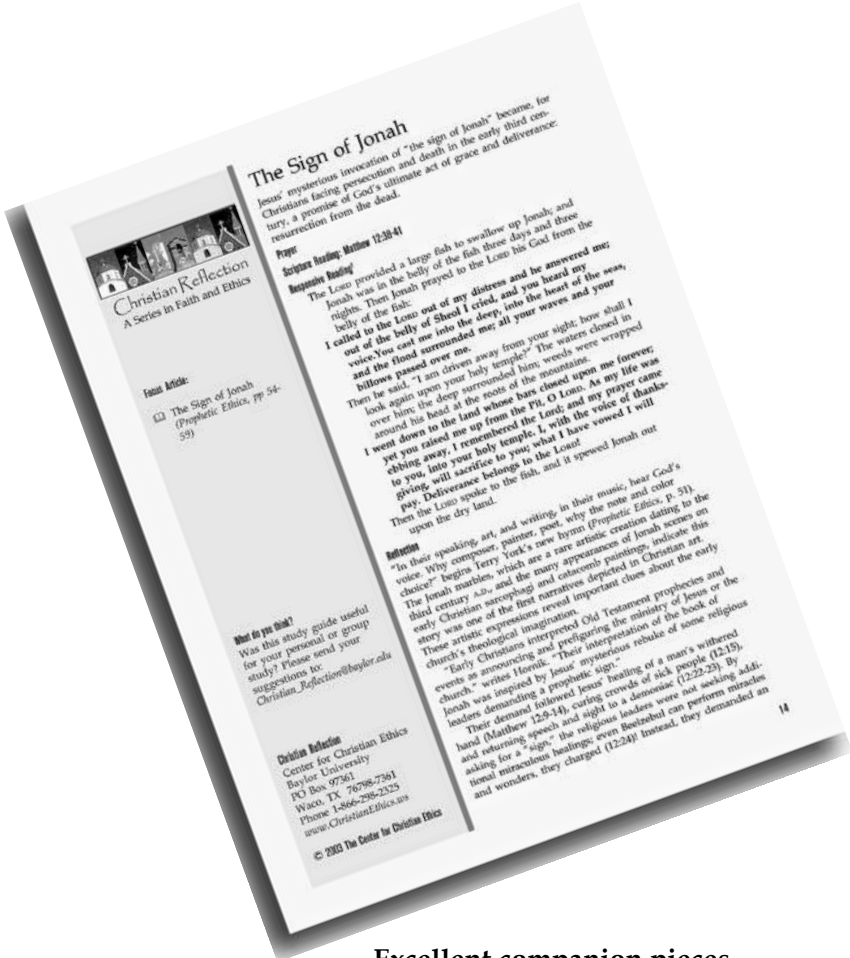 The Sign of Jonah
Jesus' mysterious invocation of "the sign of Jonah" became, for
Christians facing persecution and death in the early third cen-
tury, a promise of God's ultimate act of grace and deliverance:
resurrection from the dead.
Prayer
Scripture Reading: Matthew 12:38-41
Responsive Reading
The LORD provided a large fish to swallow up Jonah; and
Jonah was in the belly of the fish three days and three
nights. Then Jonah prayed to the LORD his God from the
belly of the fish:
I called to the LORD out of my distress and he answered me;
out of the belly of Sheol I cried, and you heard my
voice.You cast me into the deep, into the heart of the seas,
and the flood surrounded me; all your waves and your
billows passed over me.
Then he said, "I am driven away from your sight; how shall I
look again upon your holy temple?" The waters closed in
over him; the deep surrounded him; weeds were wrapped
around his head at the roots of the mountains.
I went down to the land whose bars closed upon me forever;
yet you raised me up from the Pit, O LORD. As my life was
ebbing away, I remembered the Lord; and my prayer came
to you, into your holy temple. I, with the voice of thanks-
giving, will sacrifice to you; what I have vowed I will
pay. Deliverance belongs to the LORD!
Then the LORD spoke to the fish, and it spewed Jonah out
upon the dry land.
Reflection
"In their speaking, art, and writing, in their music, hear God's
voice. Why composer, painter, poet, why the note and color
choice?" begins Terry York's new hymn (Prophetic Ethics, p. 51).
The Jonah marbles, which are a rare artistic creation dating to the
third century A.D., and the many appearances of Jonah scenes on
early Christian sarcophagi and catacomb paintings, indicate this
story was one of the first narratives depicted in Christian art.
These artistic expressions reveal important clues about the early
church's theological imagination.
"Early Christians interpreted Old Testament prophecies and
events as announcing and prefiguring the ministry of Jesus or the
church," writes Hornik. "Their interpretation of the book of
Jonah was inspired by Jesus' mysterious rebuke of some religious
leaders demanding a prophetic sign."
Their demand followed Jesus' healing of a man's withered
hand (Matthew 12:9-14), curing crowds of sick people (12:15),
and returning speech and sight to a demoniac (12:22-23). By
asking for a "sign," the religious leaders were not seeking addi-
tional miraculous healings; even Beelzebul can perform miracles
and wonders, they charged (12:24)! Instead, they demanded an
14
Christian Reflection
A Series in Faith and Ethics
Focus Article:
The Sign of Jonah
(Prophetic Ethics, pp 54-
59)
What do you think?
Was this study guide useful
for your personal or group
study? Please send your
suggestions to:
Christian_Reflection@baylor.edu
Christian Reflection
Center for Christian Ethics
Baylor University
PO Box 97361
Waco, TX 76798-7361
Phone 1-866-298-2325
www.ChristianEthics.ws
© 2003 The Center for Christian Ethics
Excellent companion pieces